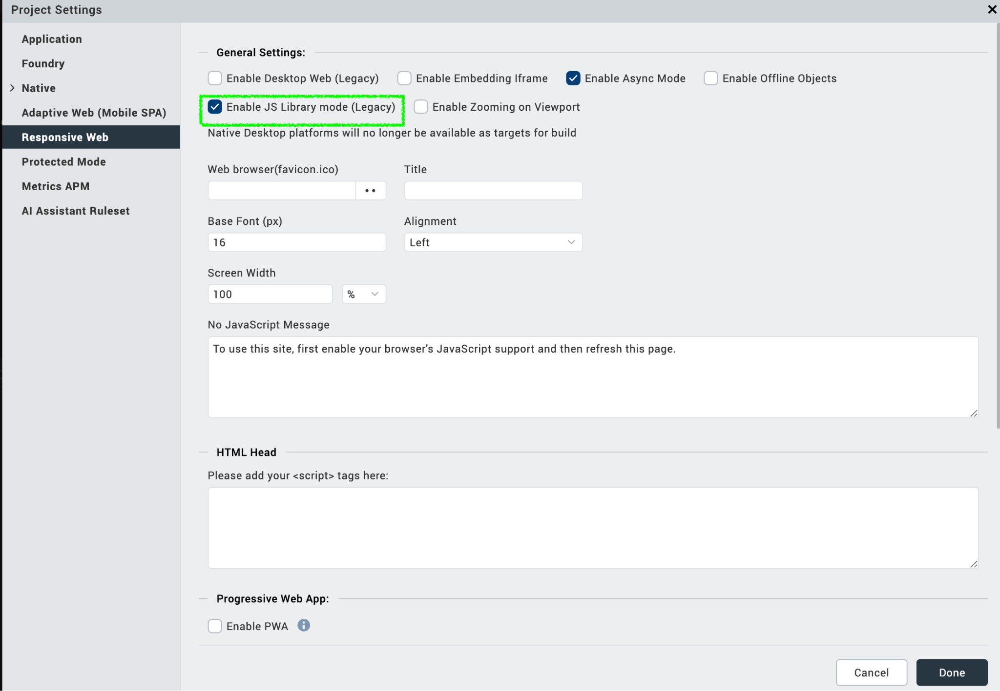 Project Settings
Application
Foundry
Native
Adaptive Web (Mobile SPA)
Responsive Web
Protected Mode
Metrics APM
AI Assistant Ruleset
General Settings:
Enable Desktop Web (Legacy) Enable Embedding Iframe Enable Async Mode Enable Offline Objects
Enable JS Library mode (Legacy) Enable Zooming on Viewport
Native Desktop platforms will no longer be available as targets for build
Web browser(favicon.ico) Title
Base Font (px) Alignment
16 Left
Screen Width
100 %
No JavaScript Message
To use this site, first enable your browser's JavaScript support and then refresh this page.
HTML Head
Please add your <script> tags here:
Progressive Web App:
Enable PWA
Cancel Done